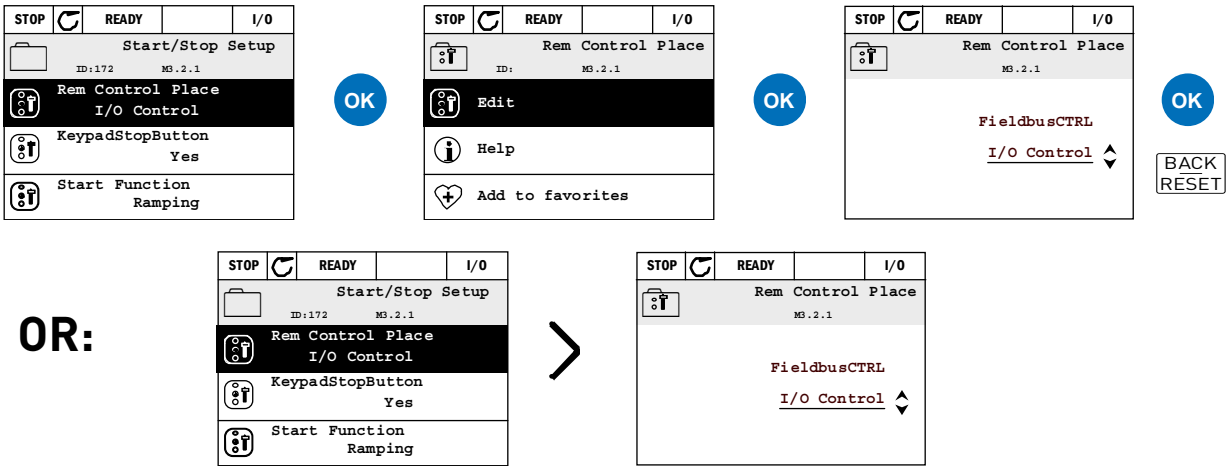 STOP READY I/O
Start/Stop Setup
ID:172 M3.2.1
Rem Control Place
I/O Control
KeypadStopButton
Yes
Start Function
Ramping
OK
STOP READY I/O
Rem Control Place
ID: M3.2.1
Edit
Help
Add to favorites
OK
STOP READY I/O
Rem Control Place
M3.2.1
FieldbusCTRL
I/O Control
OK
BACK
RESET
OR:
STOP READY I/O
Start/Stop Setup
ID:172 M3.2.1
Rem Control Place
I/O Control
KeypadStopButton
Yes
Start Function
Ramping
STOP READY I/O
Rem Control Place
M3.2.1
FieldbusCTRL
I/O Control